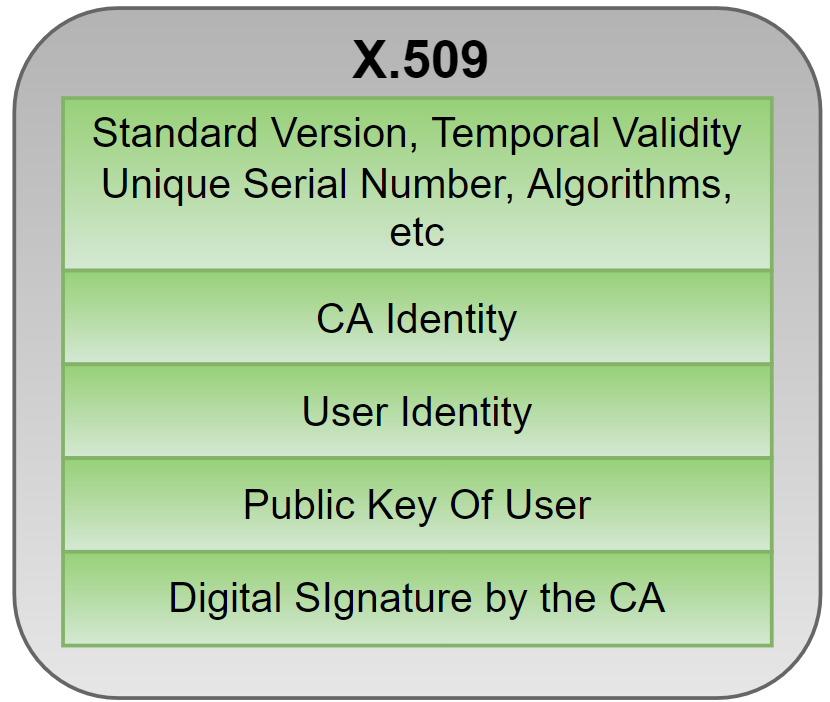 X.509
Standard Version, Temporal Validity
Unique Serial Number, Algorithms,
etc
CA Identity
User Identity
Public Key Of User
Digital SIgnature by the CA